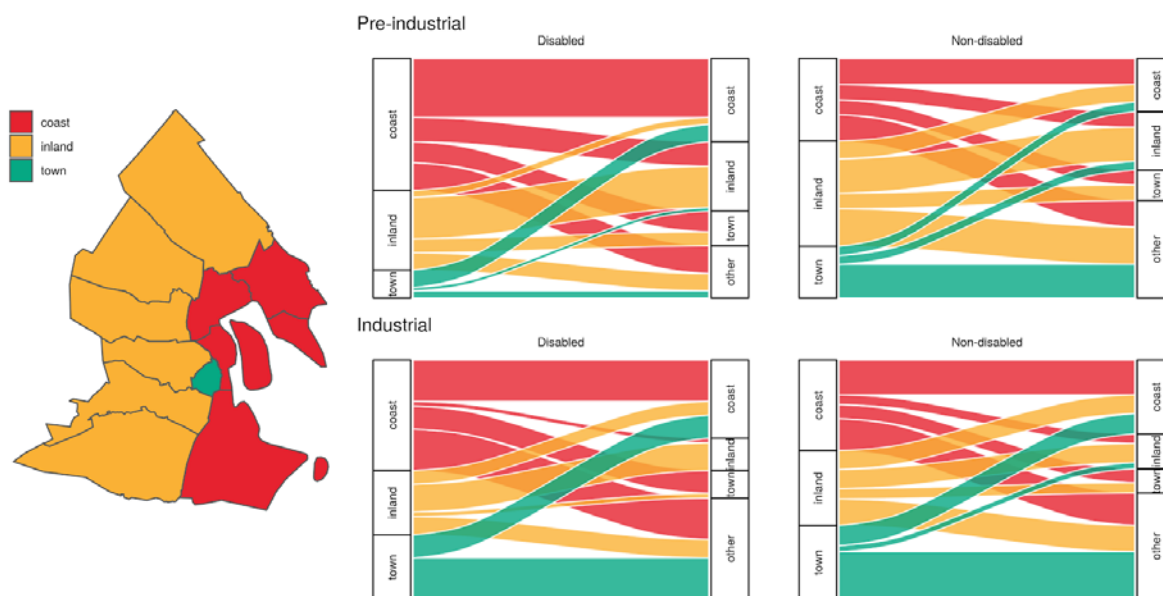 coast
inland
town
Pre-industrial
Disabled
coast
inland
town
coast
inland
town
other
Non-disabled
coast
inland
town
coast
inland
town
other
Industrial
Disabled
coast
inland
town
coast
inland
town
other
Non-disabled
coast
inland
town
coast
inland
town
other